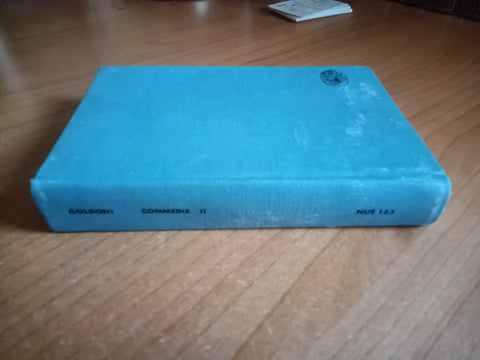 GOLDONI COMMEDIE II NUE 133